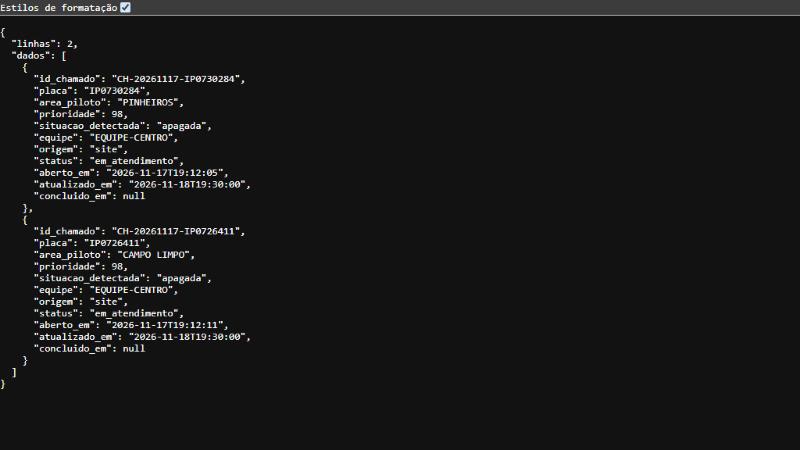 Estilos de formatação
{
  "linhas": 2,
  "dados": [
    {
      "id_chamado": "CH-20261117-IP0730284",
      "placa": "IP0730284",
      "area_piloto": "PINHEIROS",
      "prioridade": 98,
      "situacao_detectada": "apagada",
      "equipe": "EQUIPE-CENTRO",
      "origem": "site",
      "status": "em_atendimento",
      "aberto_em": "2026-11-17T19:12:05",
      "atualizado_em": "2026-11-18T19:30:00",
      "concluido_em": null
    },
    {
      "id_chamado": "CH-20261117-IP0726411",
      "placa": "IP0726411",
      "area_piloto": "CAMPO LIMPO",
      "prioridade": 98,
      "situacao_detectada": "apagada",
      "equipe": "EQUIPE-CENTRO",
      "origem": "site",
      "status": "em_atendimento",
      "aberto_em": "2026-11-17T19:12:11",
      "atualizado_em": "2026-11-18T19:30:00",
      "concluido_em": null
    }
  ]
}